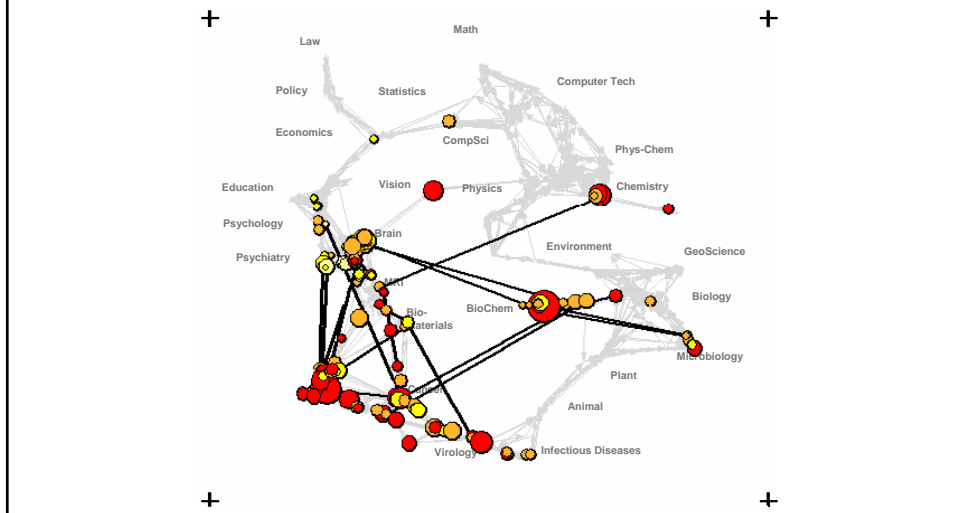 Math
Law
Computer Tech
Policy
Statistics
Economics
CompSci
Phys-Chem
Education
Vision
Physics
Chemistry
Psychology
Brain
Psychiatry
Environment
GeoScience
MRI
Biology
BioChem
Bio-
Materials
Microbiology
Plant
Cancer
Animal
Virology
Infectious Diseases